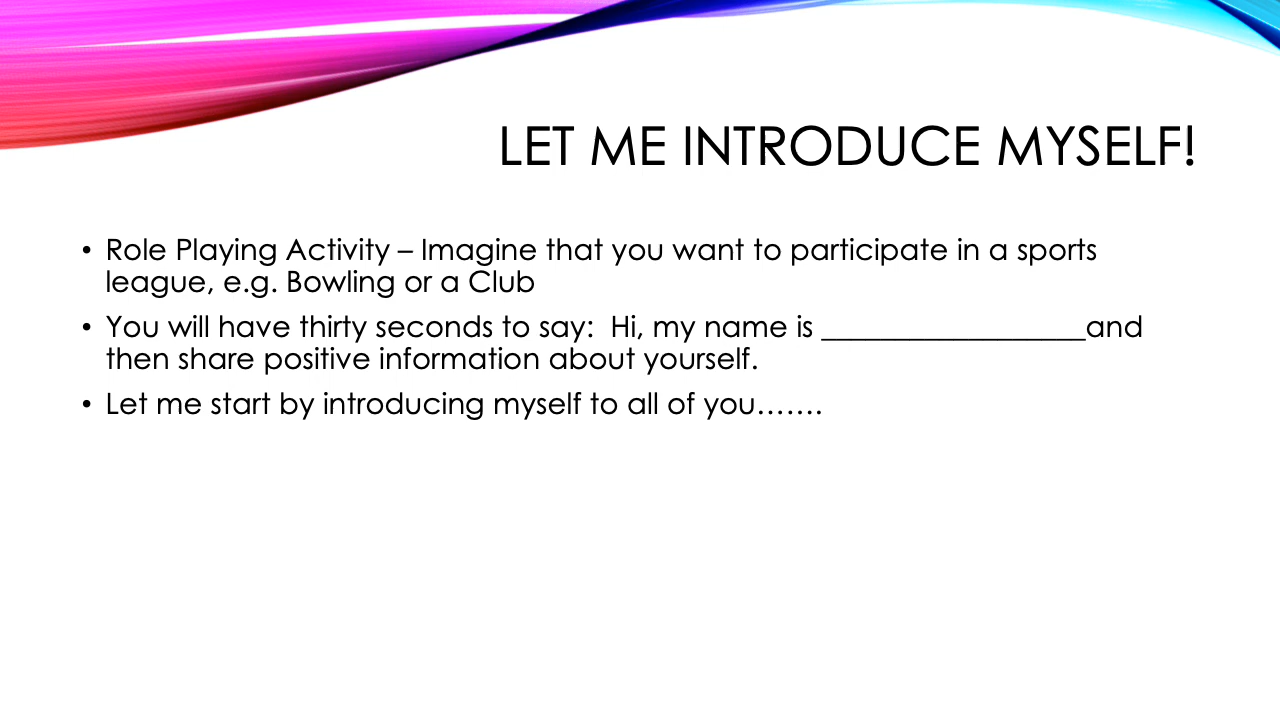 LET ME INTRODUCE MYSELF!
• Role Playing Activity – Imagine that you want to participate in a sports
league, e.g. Bowling or a Club
• You will have thirty seconds to say:  Hi, my name is __________________and
then share positive information about yourself.
• Let me start by introducing myself to all of you…….